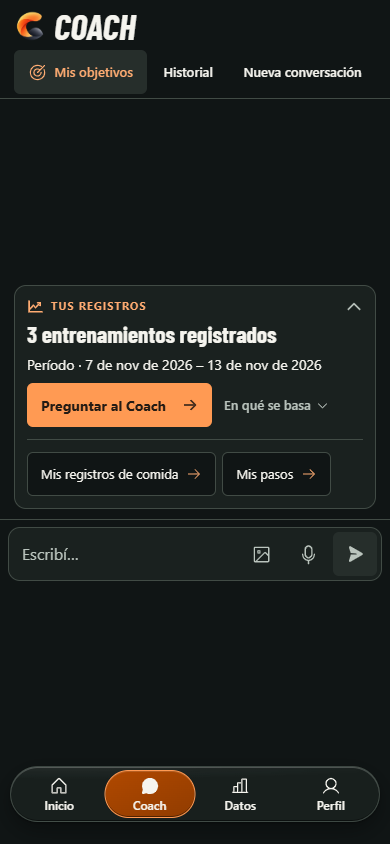 COACH
Mis objetivos
Historial
Nueva conversación
TUS REGISTROS
3 entrenamientos registrados
Período · 7 de nov de 2026 – 13 de nov de 2026
Preguntar al Coach →
En qué se basa
Mis registros de comida →
Mis pasos →
Escribí...
Inicio
Coach
Datos
Perfil